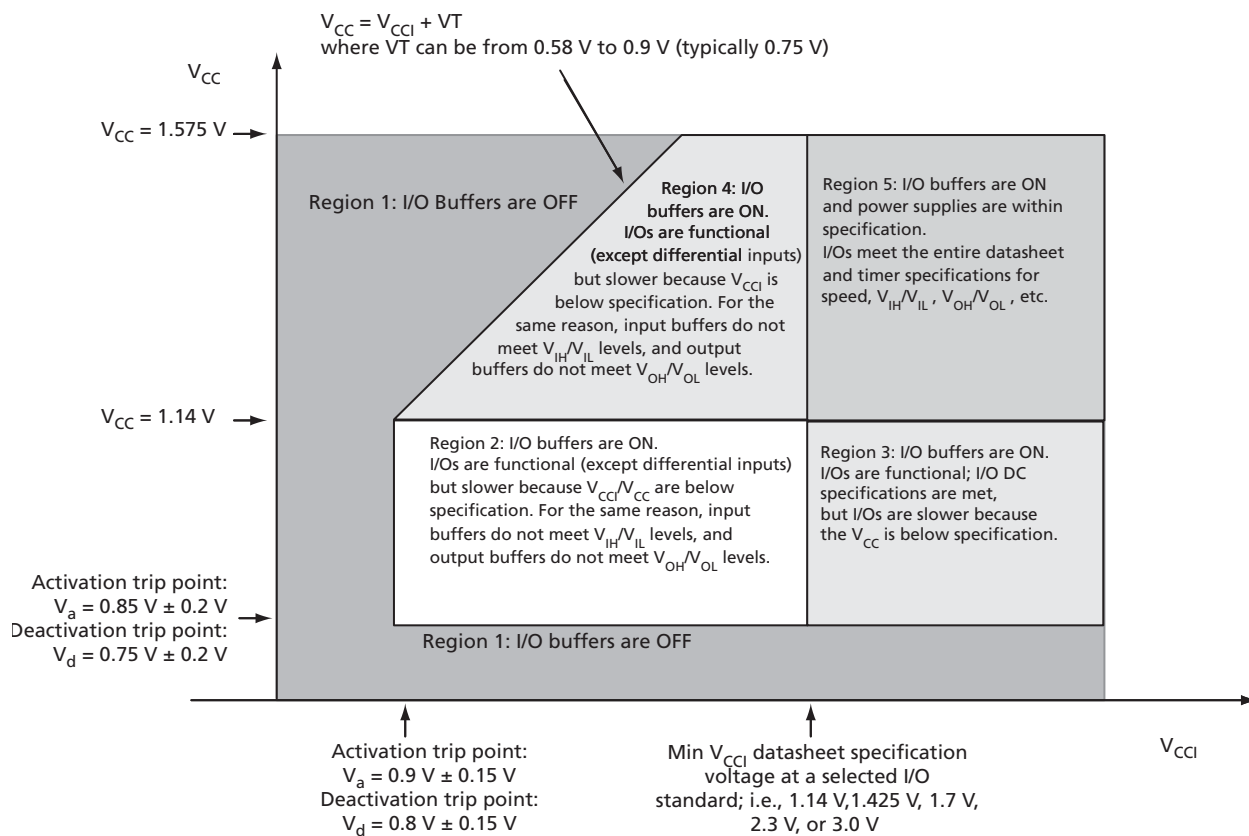 V_CC = V_CCI + VT
where VT can be from 0.58 V to 0.9 V (typically 0.75 V)
V_CC
V_CC = 1.575 V
Region 1: I/O Buffers are OFF
Region 4: I/O
buffers are ON.
I/Os are functional
(except differential inputs)
but slower because V_CCI is
below specification. For the
same reason, input buffers do not
meet V_IH/V_IL levels, and output
buffers do not meet V_OH/V_OL levels.
Region 5: I/O buffers are ON
and power supplies are within
specification.
I/Os meet the entire datasheet
and timer specifications for
speed, V_IH/V_IL , V_OH/V_OL , etc.
V_CC = 1.14 V
Region 2: I/O buffers are ON.
I/Os are functional (except differential inputs)
but slower because V_CCI/V_CC are below
specification. For the same reason, input
buffers do not meet V_IH/V_IL levels, and
output buffers do not meet V_OH/V_OL levels.
Region 3: I/O buffers are ON.
I/Os are functional; I/O DC
specifications are met,
but I/Os are slower because
the V_CC is below specification.
Activation trip point:
V_a = 0.85 V ± 0.2 V
Deactivation trip point:
V_d = 0.75 V ± 0.2 V
Region 1: I/O buffers are OFF
Activation trip point:
V_a = 0.9 V ± 0.15 V
Deactivation trip point:
V_d = 0.8 V ± 0.15 V
Min V_CCI datasheet specification
voltage at a selected I/O
standard; i.e., 1.14 V,1.425 V, 1.7 V,
2.3 V, or 3.0 V
V_CCI